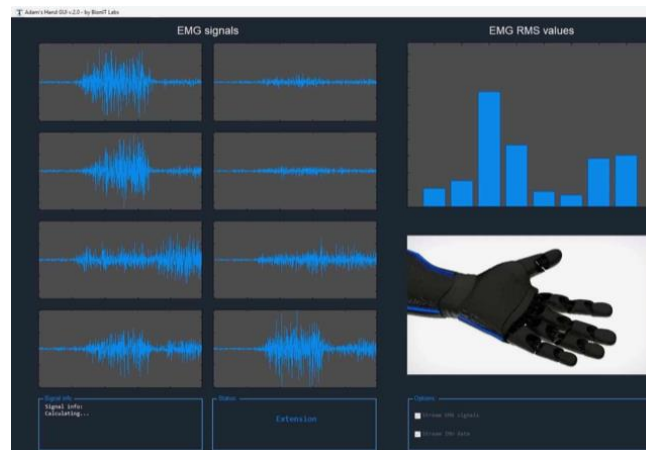 Adam's Hand GUI v.2.0 - by BionIT Labs
EMG signals
EMG RMS values
Signal info
Signal info:
Calculating...
Status
Extension
Options
Stream EMG signals
Stream IMU data